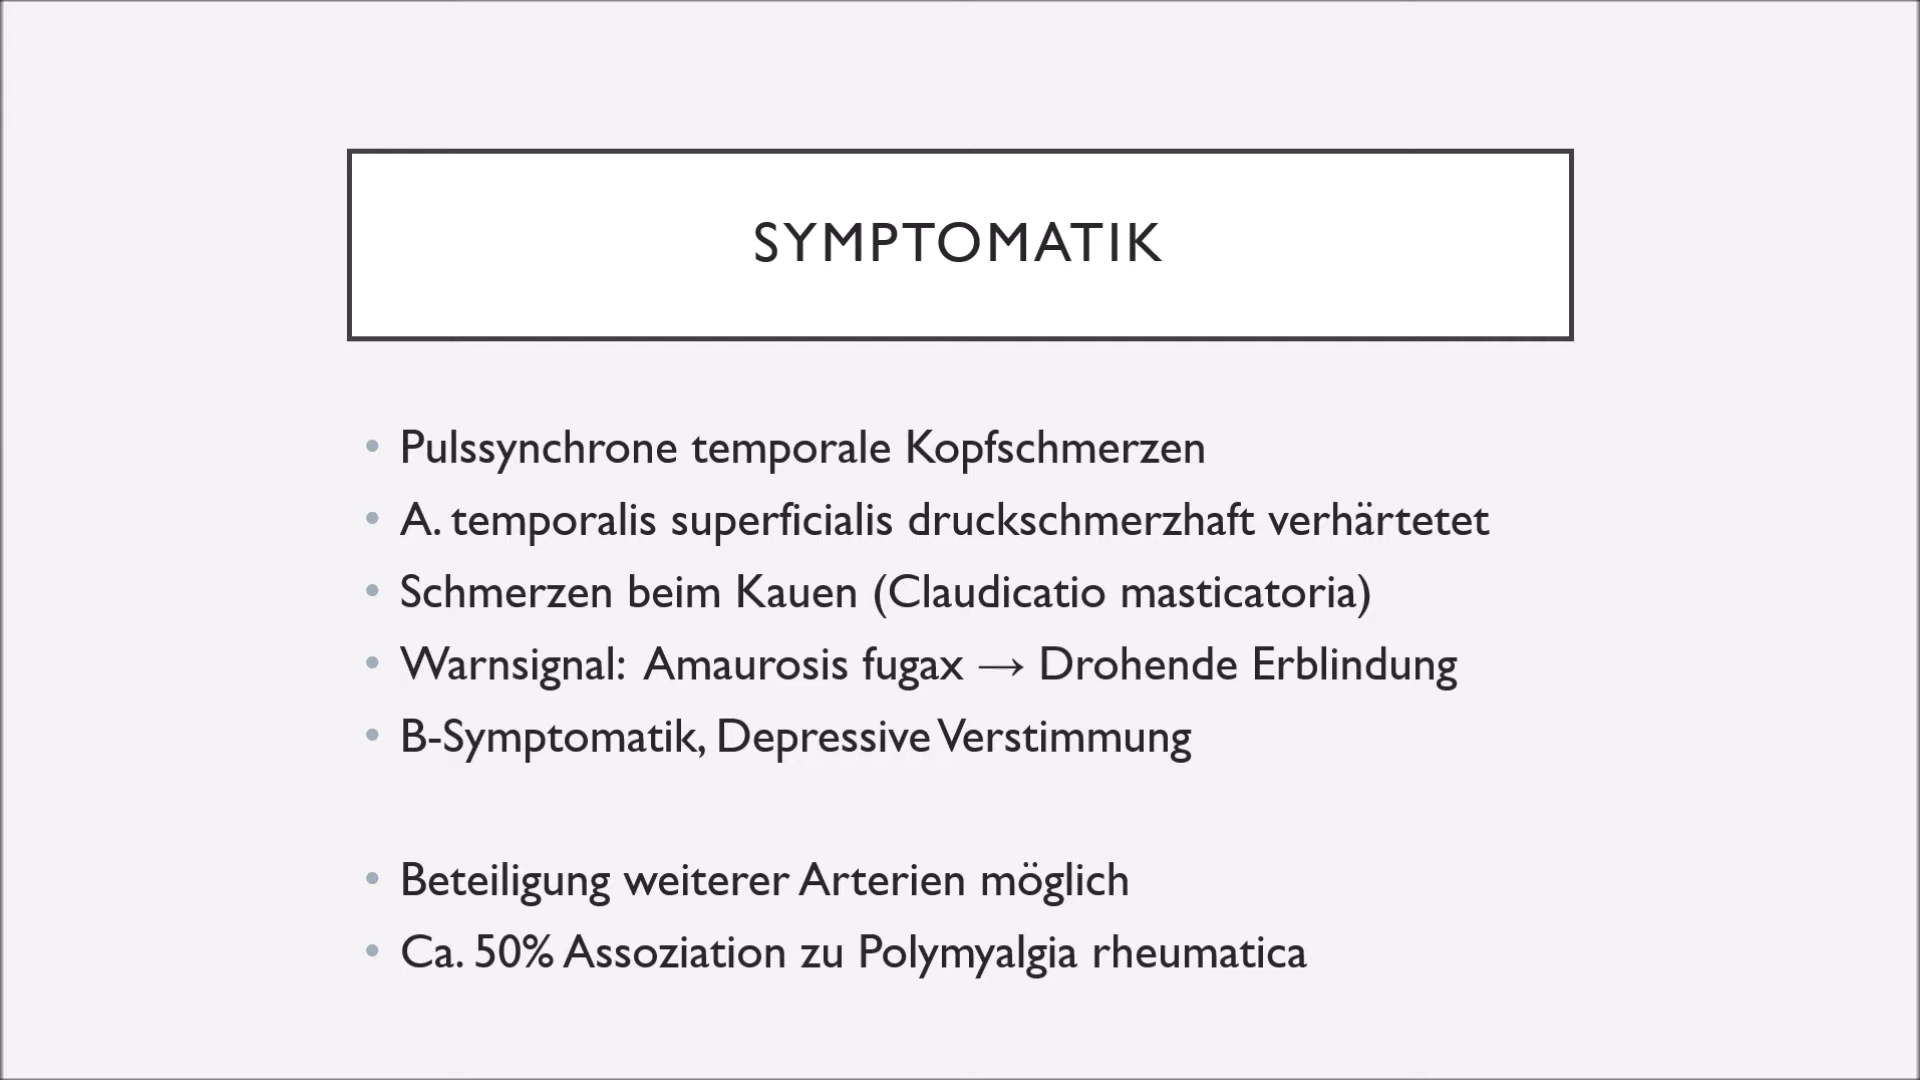 SYMPTOMATIK
• Pulssynchrone temporale Kopfschmerzen
• A. temporalis superficialis druckschmerzhaft verhärtetet
• Schmerzen beim Kauen (Claudicatio masticatoria)
• Warnsignal: Amaurosis fugax → Drohende Erblindung
• B-Symptomatik, Depressive Verstimmung
• Beteiligung weiterer Arterien möglich
• Ca. 50% Assoziation zu Polymyalgia rheumatica